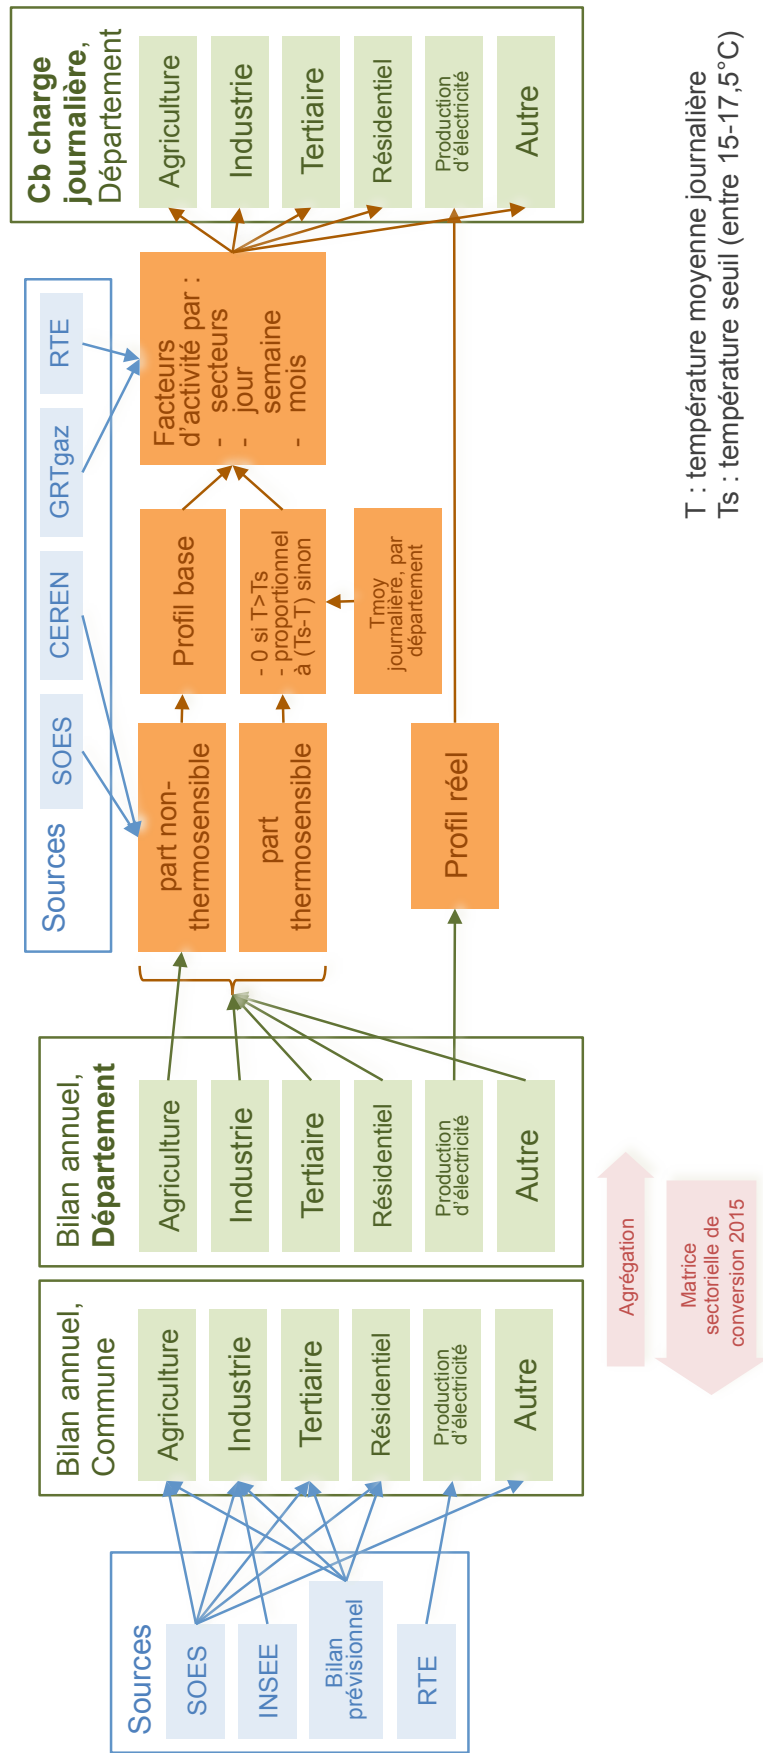 Sources
SOES
INSEE
Bilan
prévisionnel
RTE
Bilan annuel,
Commune
Agriculture
Industrie
Tertiaire
Résidentiel
Production
d'électricité
Autre
Agrégation
Matrice
sectorielle de
conversion 2015
Bilan annuel,
Département
Agriculture
Industrie
Tertiaire
Résidentiel
Production
d'électricité
Autre
Sources
SOES
CEREN
GRTgaz
RTE
part non-
thermosensible
part
thermosensible
Profil réel
Profil base
- 0 si T>Ts
- proportionnel
à (Ts-T) sinon
Tmoy
journalière, par
département
Facteurs
d'activité par :
- secteurs
- jour
semaine
- mois
Cb charge
journalière,
Département
Agriculture
Industrie
Tertiaire
Résidentiel
Production
d'électricité
Autre
T : température moyenne journalière
Ts : température seuil (entre 15-17,5°C)